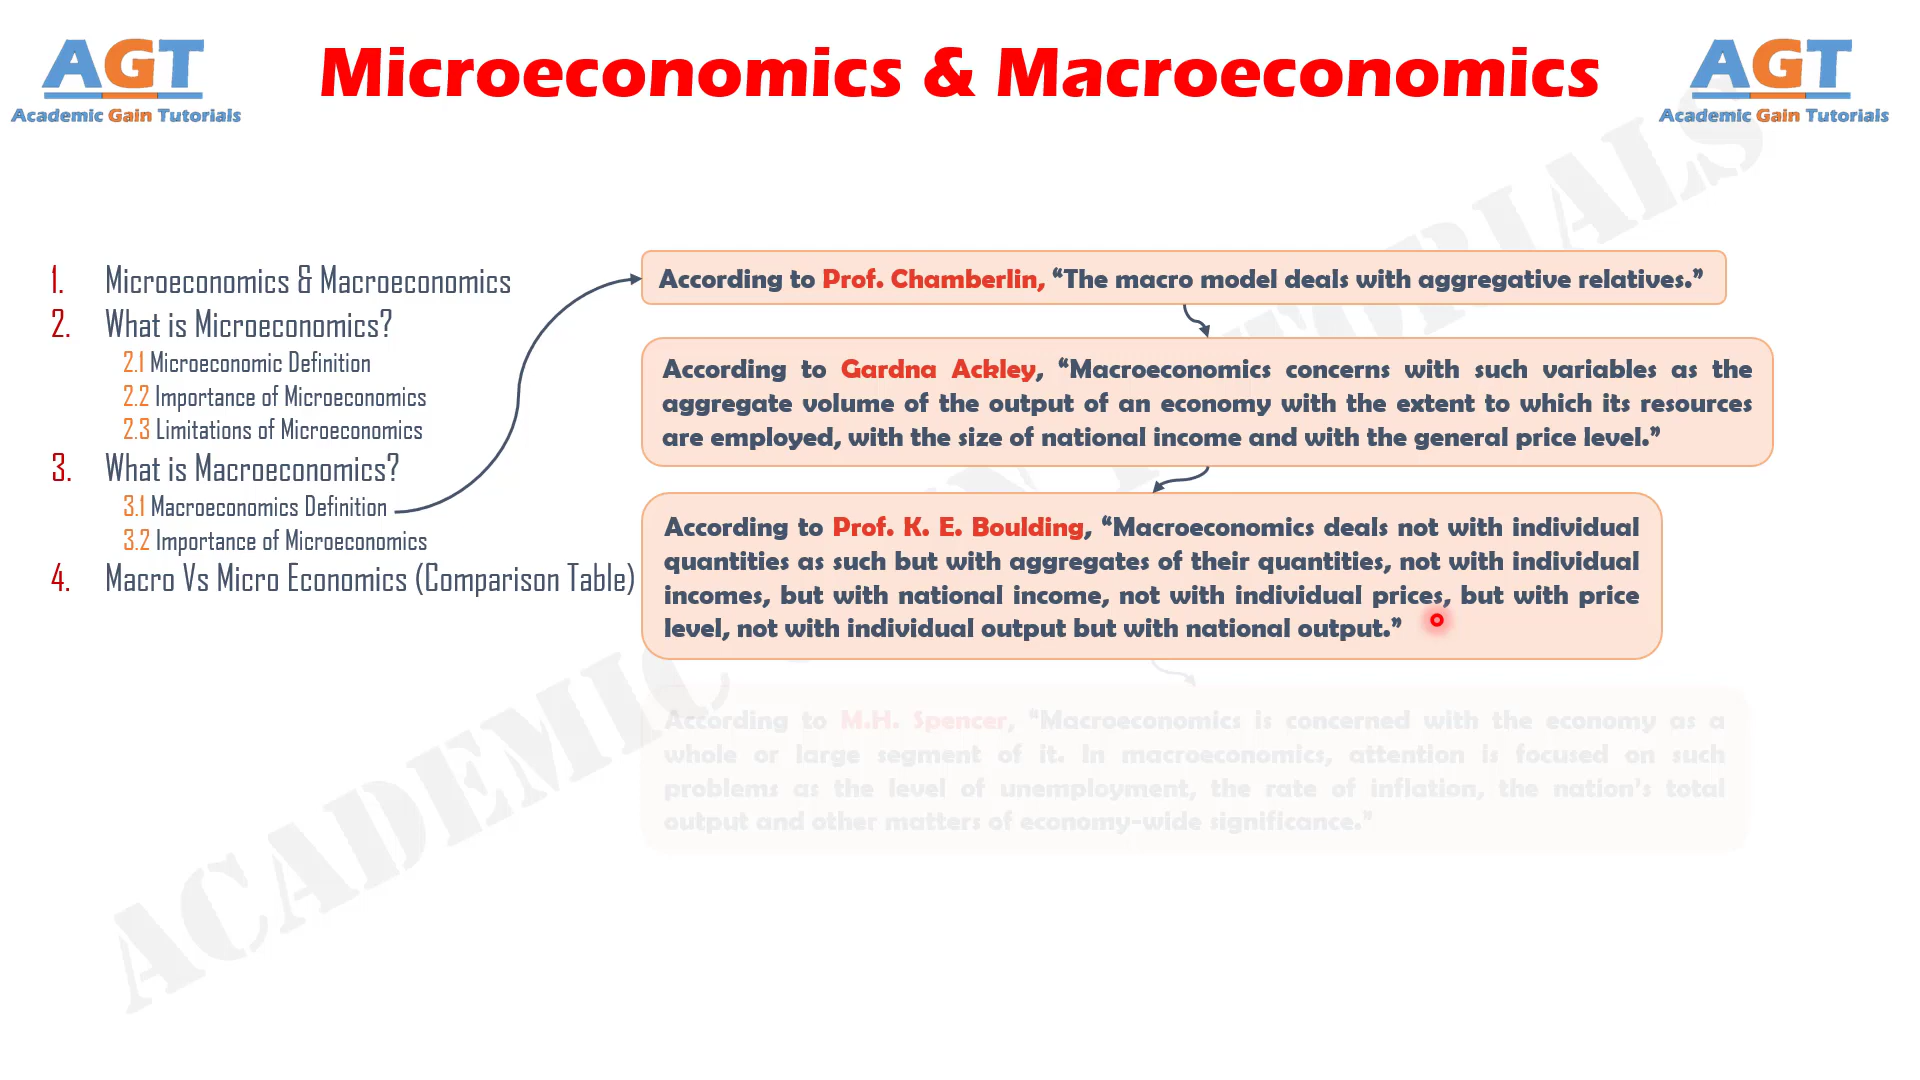 AGT
Academic Gain Tutorials
Microeconomics & Macroeconomics
AGT
Academic Gain Tutorials
1. Microeconomics & Macroeconomics
2. What is Microeconomics?
2.1 Microeconomic Definition
2.2 Importance of Microeconomics
2.3 Limitations of Microeconomics
3. What is Macroeconomics?
3.1 Macroeconomics Definition
3.2 Importance of Microeconomics
4. Macro Vs Micro Economics (Comparison Table)
According to Prof. Chamberlin, “The macro model deals with aggregative relatives.”
According to Gardna Ackley, “Macroeconomics concerns with such variables as the
aggregate volume of the output of an economy with the extent to which its resources
are employed, with the size of national income and with the general price level.”
According to Prof. K. E. Boulding, “Macroeconomics deals not with individual
quantities as such but with aggregates of their quantities, not with individual
incomes, but with national income, not with individual prices, but with price
level, not with individual output but with national output.”
According to M.H. Spencer, "Macroeconomics is concerned with the economy as a
whole or large segment of it. In macroeconomics, attention is focused on such
problems as the level of unemployment, the rate of inflation, the nation's total
output and other matters of economy-wide significance."